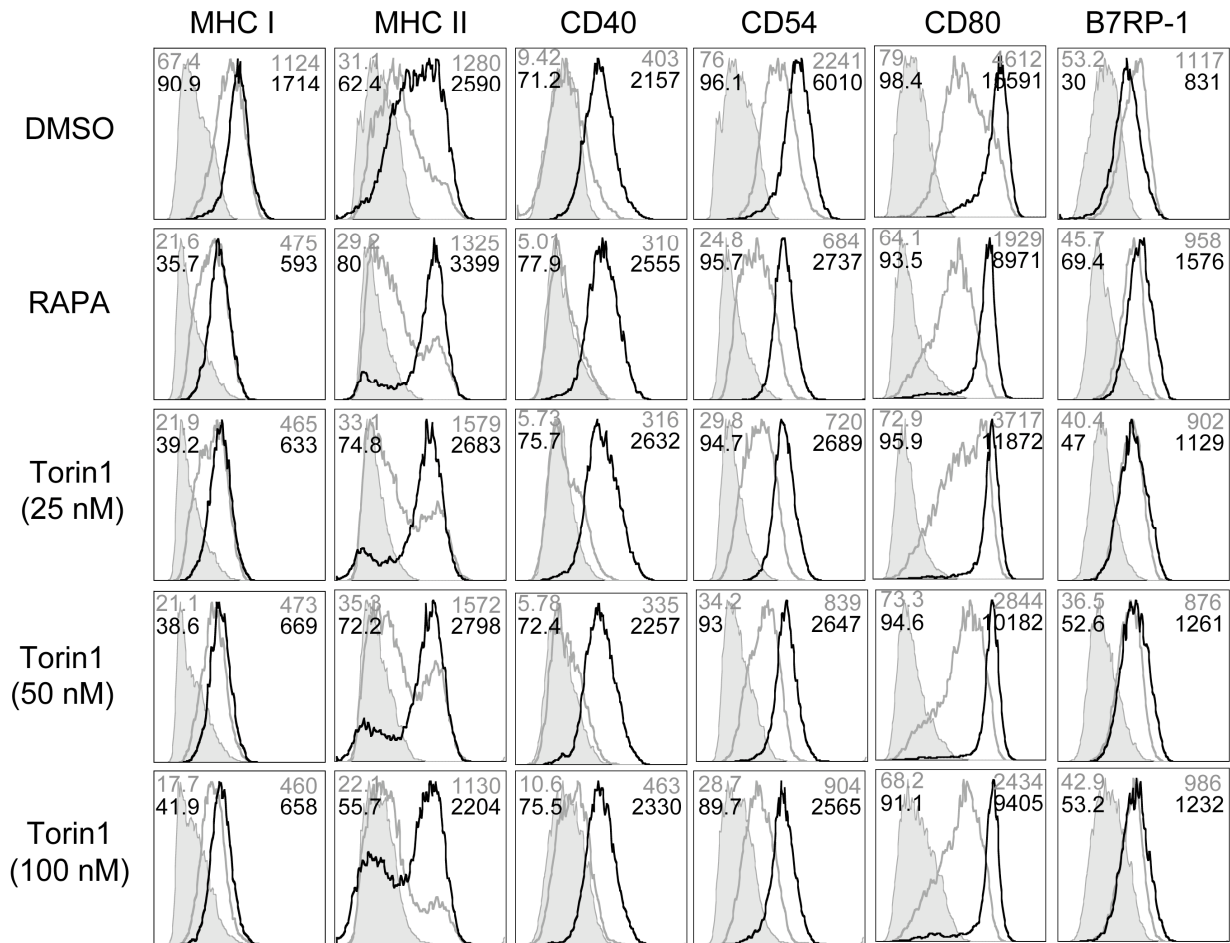 MHC I MHC II CD40 CD54 CD80 B7RP-1
67.4 1124 31.1 1280 9.42 403 76 2241 79 4612 53.2 1117
90.9 1714 62.4 2590 71.2 2157 96.1 6010 98.4 30 831
DMSO
21.6 475 29.2 1325 5.01 310 24.8 684 64.1 1929 45.7 958
35.7 593 80 3399 77.9 2555 95.7 2737 93.5 8971 69.4 1576
RAPA
21.9 465 33.1 1579 5.73 316 29.8 720 72.9 3717 40.4 902
39.2 633 74.8 2683 75.7 2632 94.7 2689 95.9 11872 47 1129
Torin1
(25 nM)
21.1 473 35.3 1572 5.78 335 34.2 839 73.3 2844 36.5 876
38.6 669 72.2 2798 72.4 2257 93 2647 94.6 10182 52.6 1261
Torin1
(50 nM)
17.7 460 22.1 1130 10.6 463 28.7 904 68.2 2434 42.9 986
41.9 658 55.7 2204 75.5 2330 89.7 2565 91.1 9405 53.2 1232
Torin1
(100 nM)